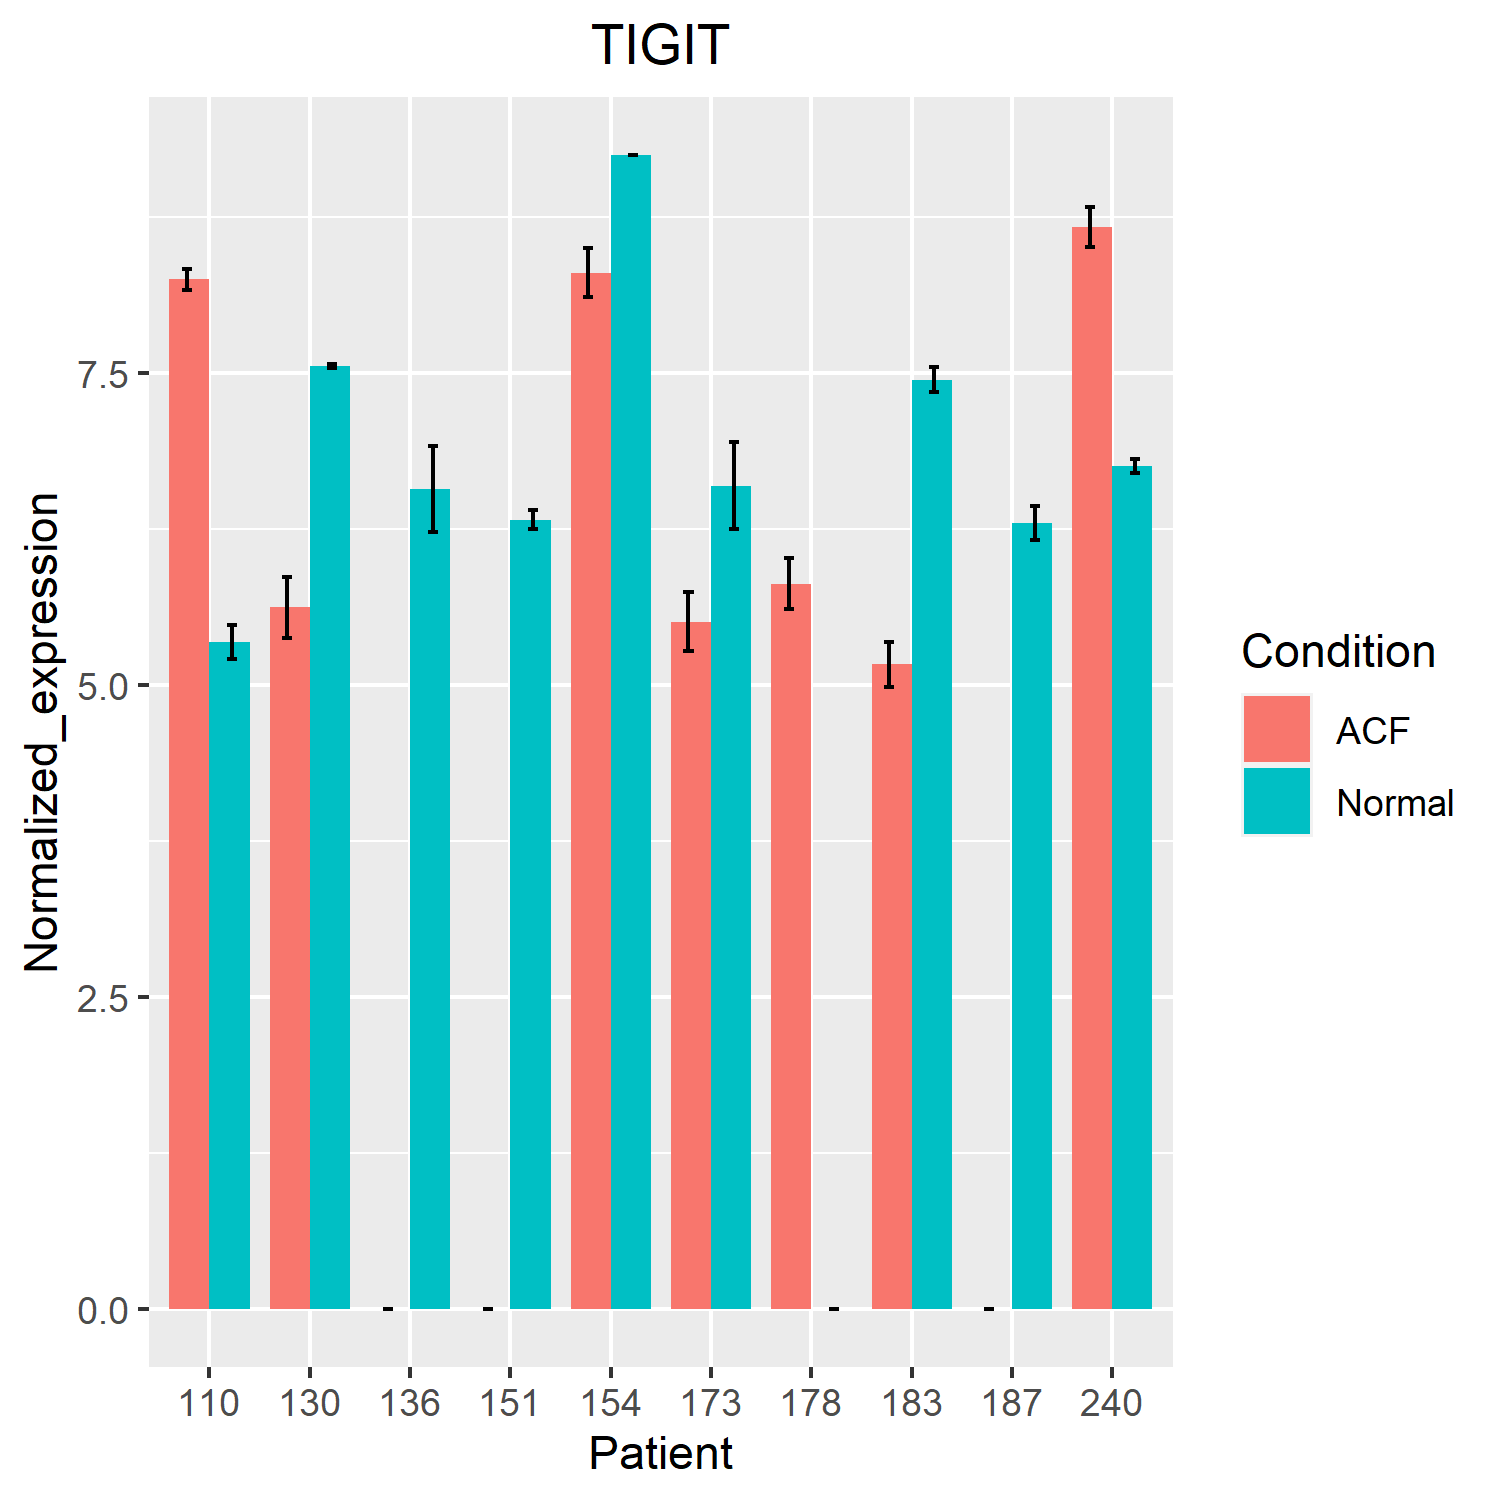 TIGIT
Normalized_expression
7.5
5.0
2.5
0.0
110 130 136 151 154 173 178 183 187 240
Patient
Condition
ACF
Normal